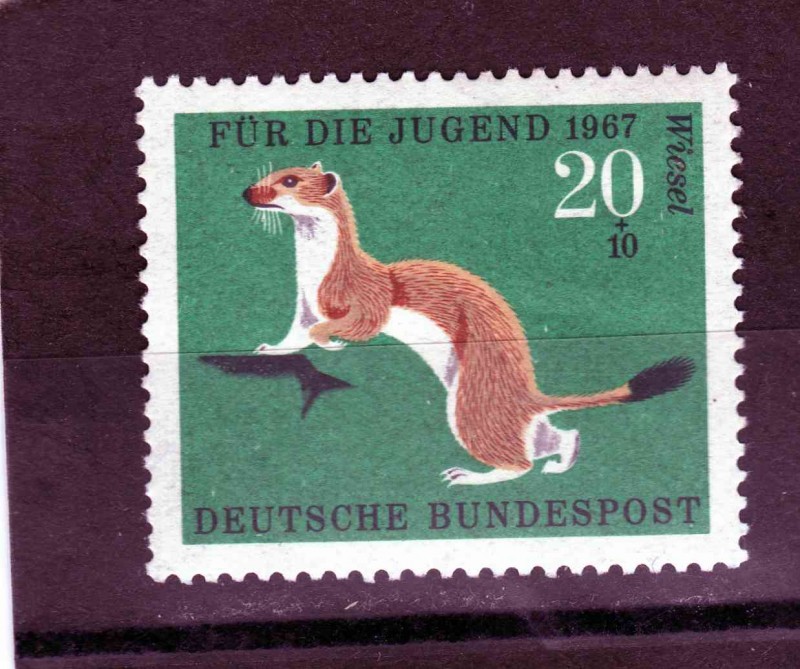 FÜR DIE JUGEND 1967
Wiesel
20
+
10
DEUTSCHE BUNDESPOST